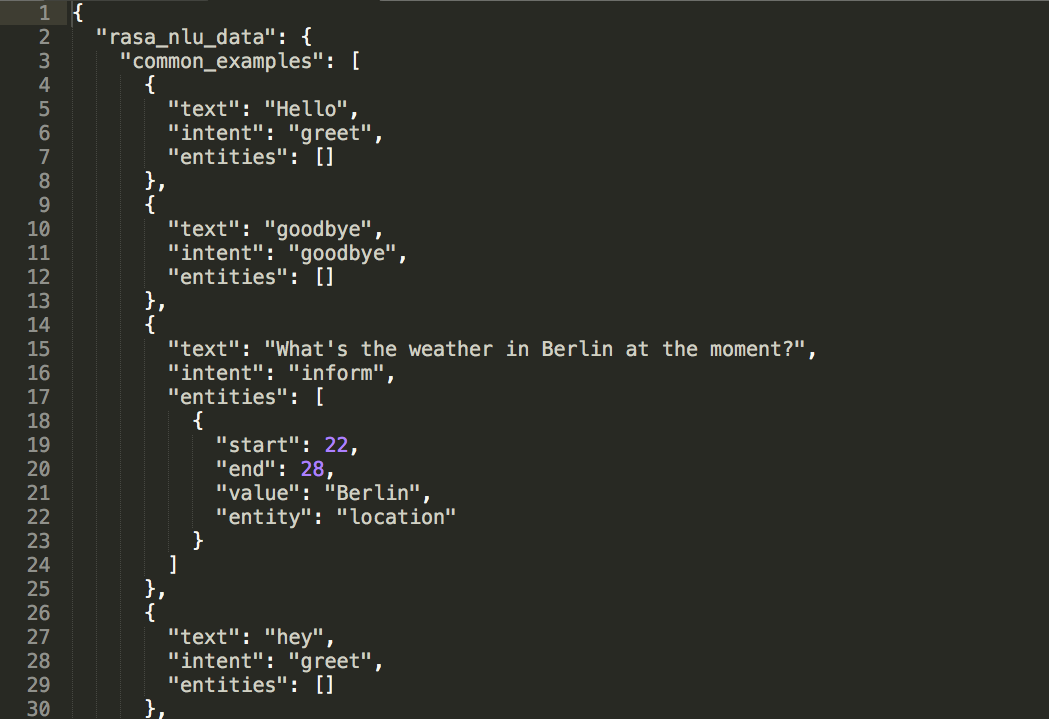 1 {
2   "rasa_nlu_data": {
3     "common_examples": [
4       {
5         "text": "Hello",
6         "intent": "greet",
7         "entities": []
8       },
9       {
10         "text": "goodbye",
11         "intent": "goodbye",
12         "entities": []
13       },
14       {
15         "text": "What's the weather in Berlin at the moment?",
16         "intent": "inform",
17         "entities": [
18           {
19             "start": 22,
20             "end": 28,
21             "value": "Berlin",
22             "entity": "location"
23           }
24         ]
25       },
26       {
27         "text": "hey",
28         "intent": "greet",
29         "entities": []
30       },